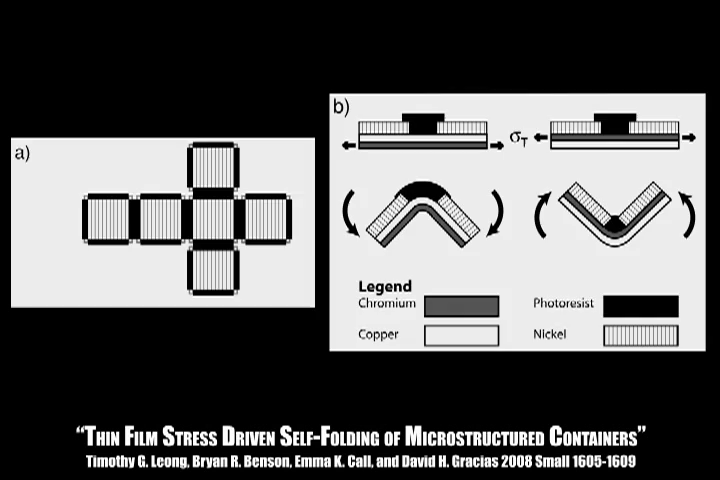 a)
b)
σT
Legend
Chromium
Photoresist
Copper
Nickel
“Thin Film Stress Driven Self-Folding of Microstructured Containers”
Timothy G. Leong, Bryan R. Benson, Emma K. Call, and David H. Gracias 2008 Small 1605-1609